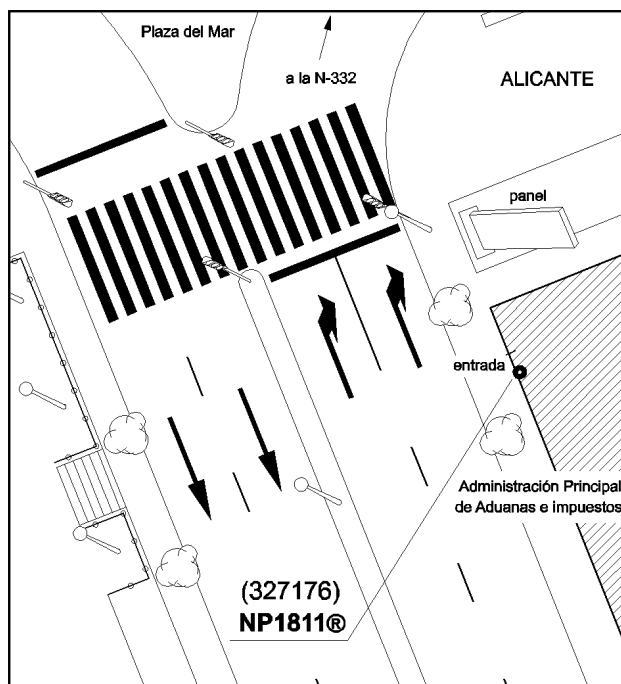 Plaza del Mar
a la N-332
ALICANTE
panel
entrada
Administración Principal
de Aduanas e impuestos
(327176)
NP1811®